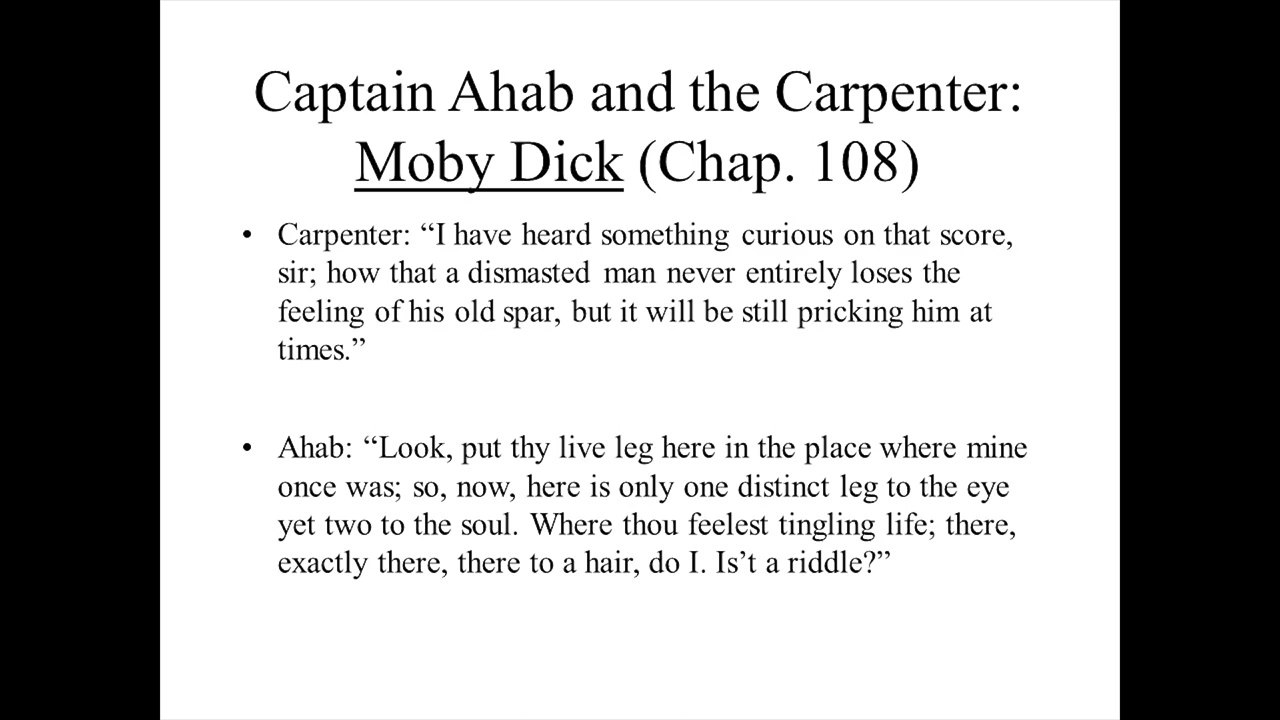 Captain Ahab and the Carpenter:
Moby Dick (Chap. 108)
• Carpenter: “I have heard something curious on that score,
sir; how that a dismasted man never entirely loses the
feeling of his old spar, but it will be still pricking him at
times.”
• Ahab: “Look, put thy live leg here in the place where mine
once was; so, now, here is only one distinct leg to the eye
yet two to the soul. Where thou feelest tingling life; there,
exactly there, there to a hair, do I. Is’t a riddle?”